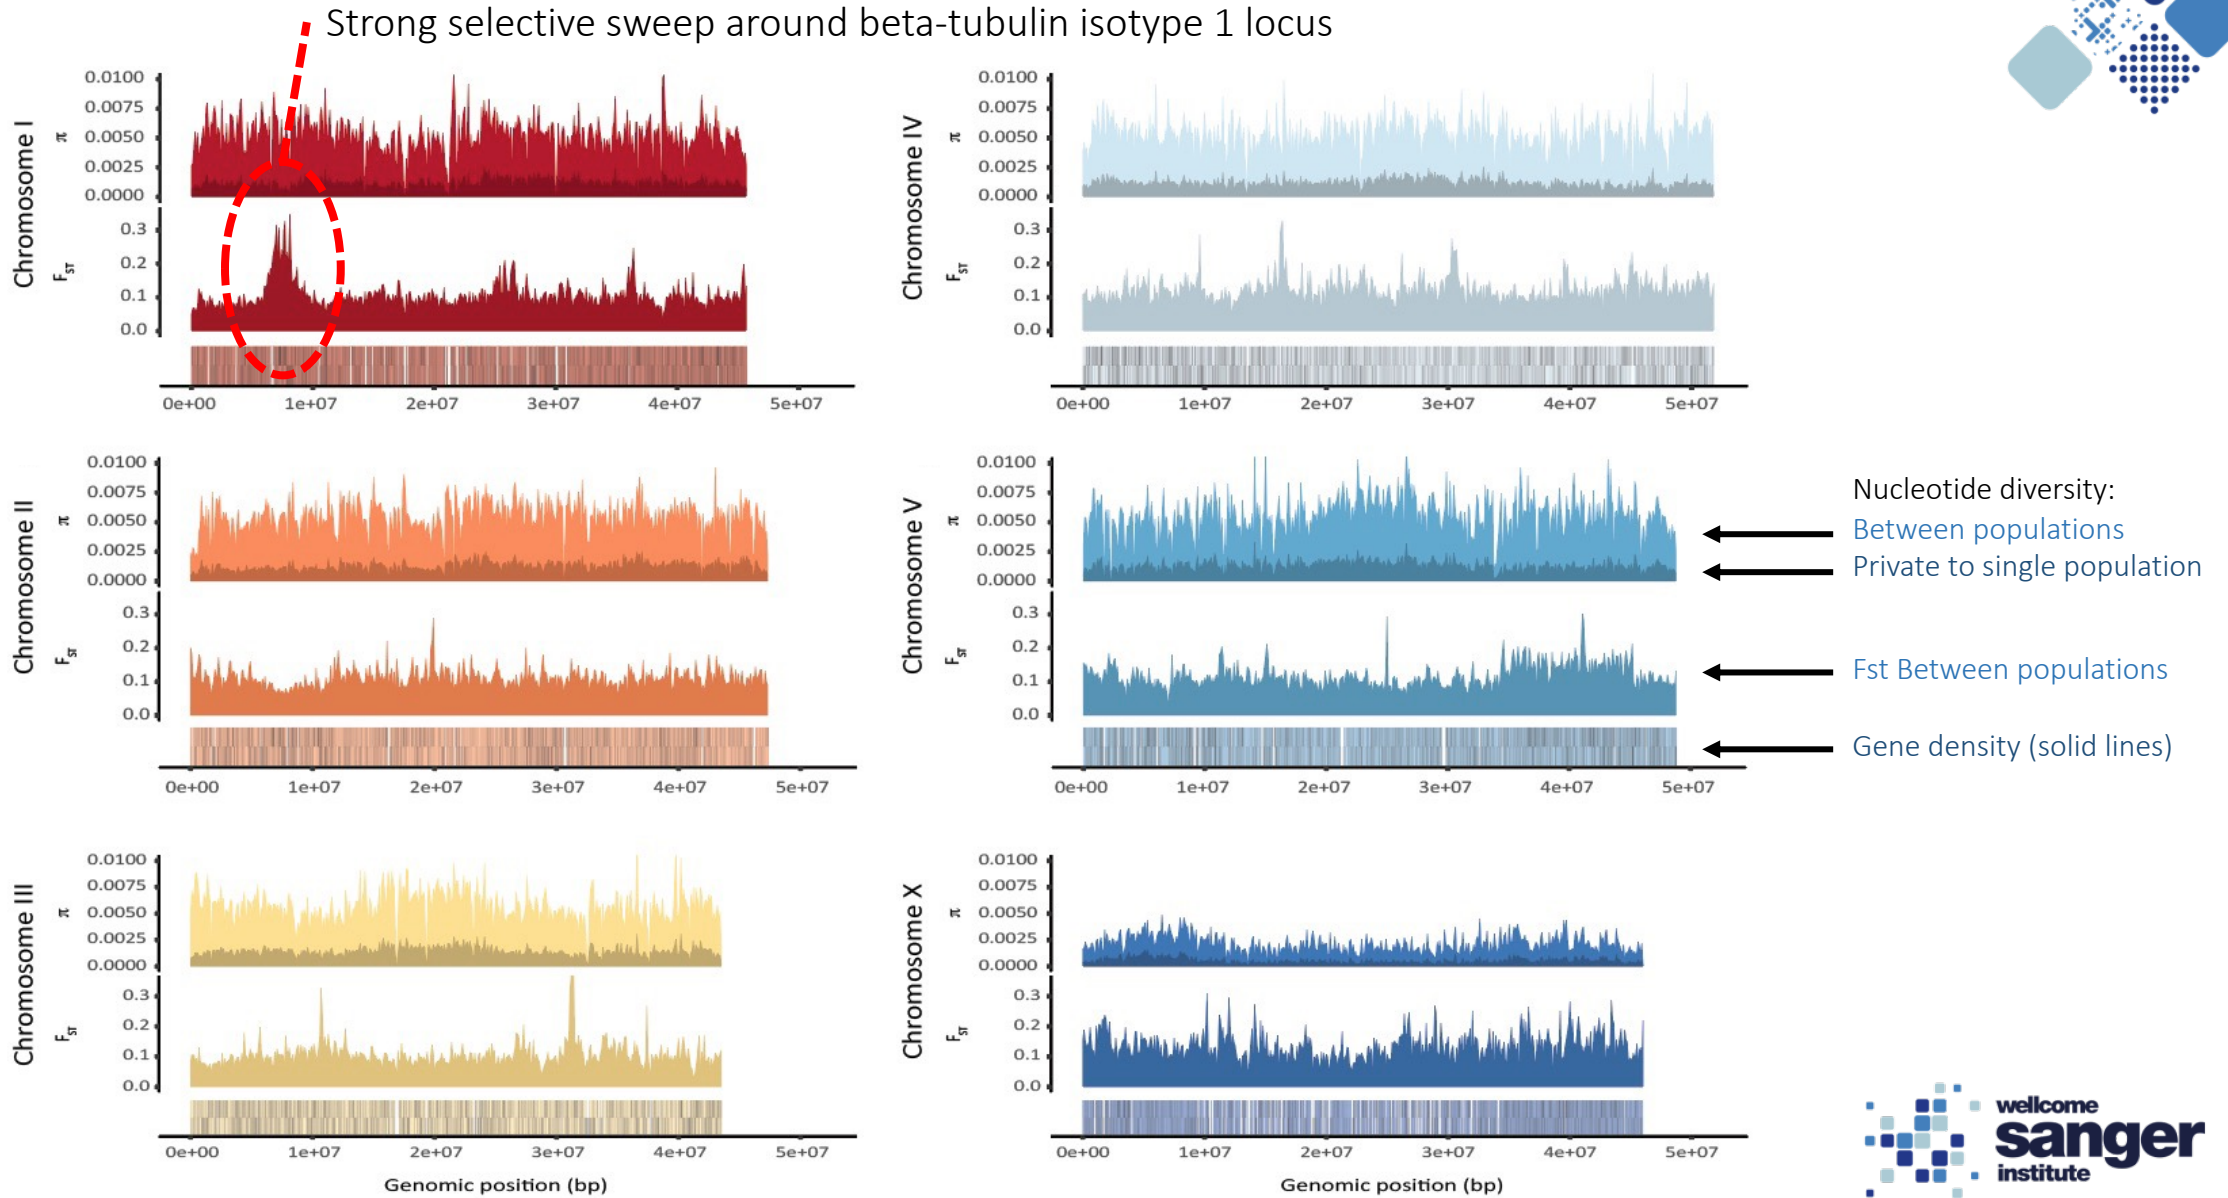 Strong selective sweep around beta-tubulin isotype 1 locus
Chromosome I
π
0.0100
0.0075
0.0050
0.0025
0.0000
FST
0.3
0.2
0.1
0.0
0e+00 1e+07 2e+07 3e+07 4e+07 5e+07
Chromosome IV
π
0.0100
0.0075
0.0050
0.0025
0.0000
FST
0.3
0.2
0.1
0.0
0e+00 1e+07 2e+07 3e+07 4e+07 5e+07
Chromosome II
π
0.0100
0.0075
0.0050
0.0025
0.0000
FST
0.3
0.2
0.1
0.0
0e+00 1e+07 2e+07 3e+07 4e+07 5e+07
Chromosome V
π
0.0100
0.0075
0.0050
0.0025
0.0000
FST
0.3
0.2
0.1
0.0
0e+00 1e+07 2e+07 3e+07 4e+07 5e+07
Nucleotide diversity:
Between populations
Private to single population
Fst Between populations
Gene density (solid lines)
Chromosome III
π
0.0100
0.0075
0.0050
0.0025
0.0000
FST
0.3
0.2
0.1
0.0
0e+00 1e+07 2e+07 3e+07 4e+07 5e+07
Genomic position (bp)
Chromosome X
π
0.0100
0.0075
0.0050
0.0025
0.0000
FST
0.3
0.2
0.1
0.0
0e+00 1e+07 2e+07 3e+07 4e+07 5e+07
Genomic position (bp)
wellcome
sanger
institute